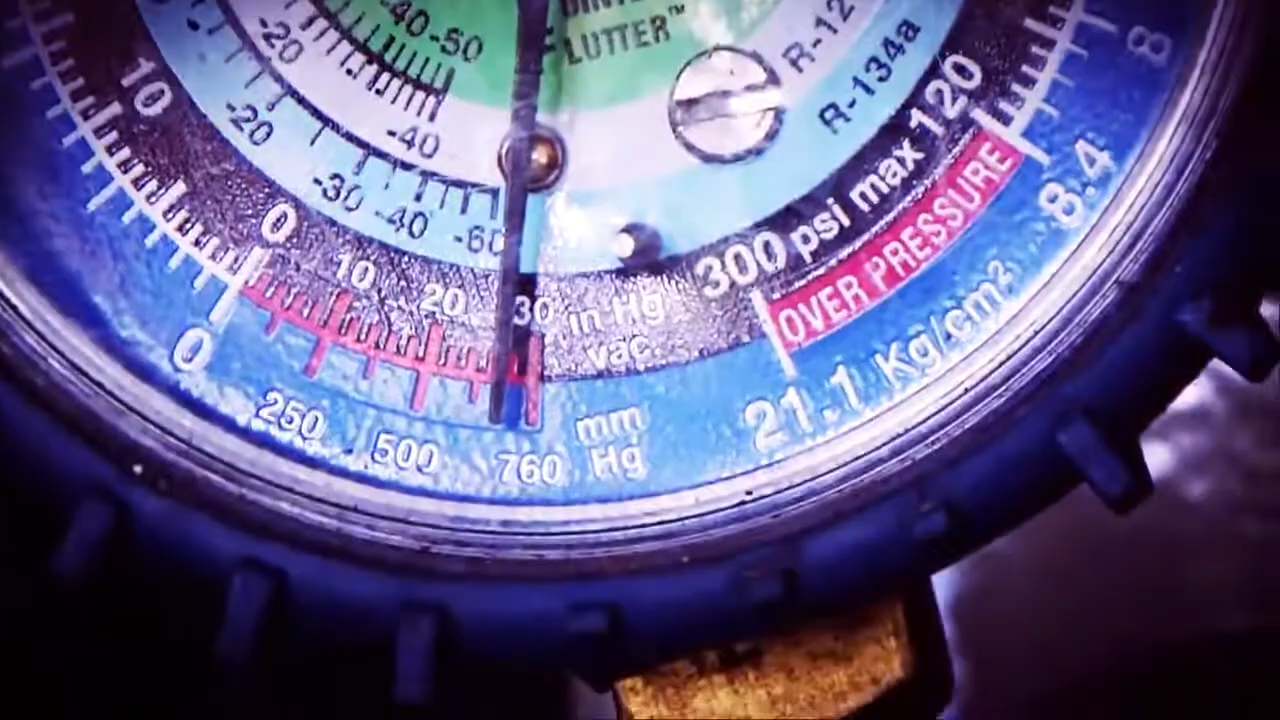 -40 -50
LUTTER™
-20
-40
R-12
R-134a
-20
-30 -40 -60
10
0
10 20 30 in Hg
vac.
300 psi max 120
OVER PRESSURE
8
8.4
21.1 Kg/cm²
0
250 500 760
mm
Hg